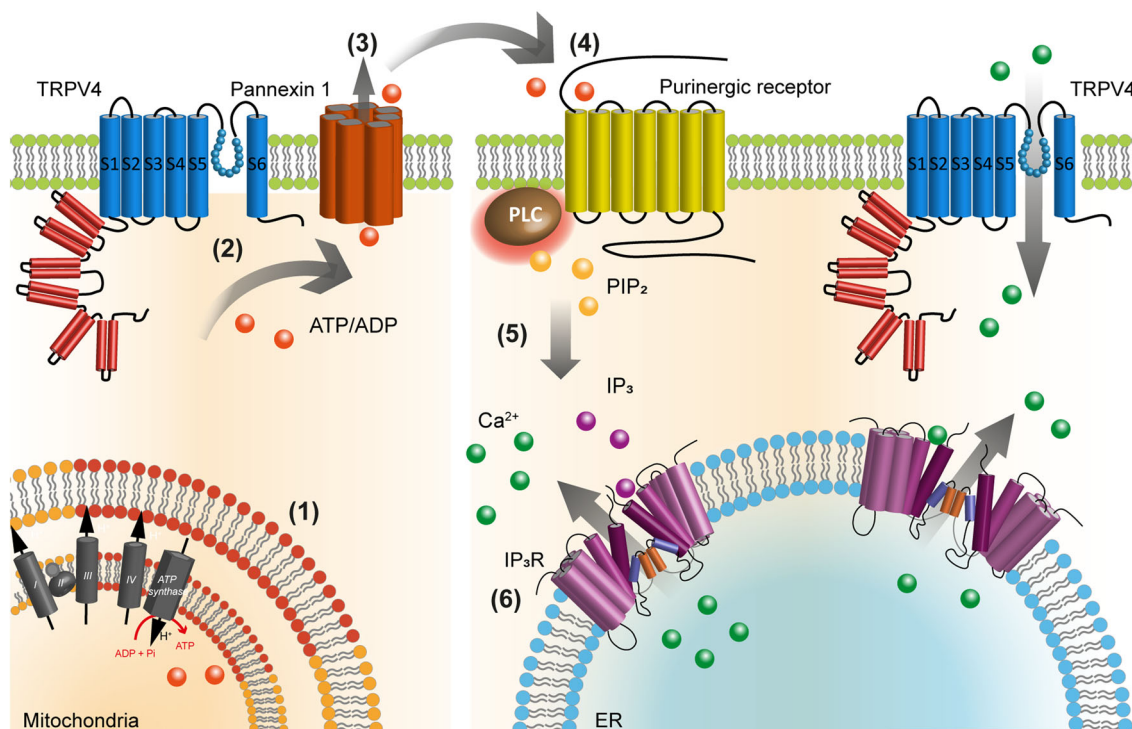 (3)
(4)
TRPV4
Pannexin 1
Purinergic receptor
TRPV4
S1 S2 S3 S4 S5 S6
S1 S2 S3 S4 S5 S6
PLC
(2)
PIP₂
ATP/ADP
(5)
IP₃
Ca²⁺
(1)
I II III IV ATP
synthase
IP₃R
(6)
H⁺
ADP + Pi ATP
Mitochondria
ER